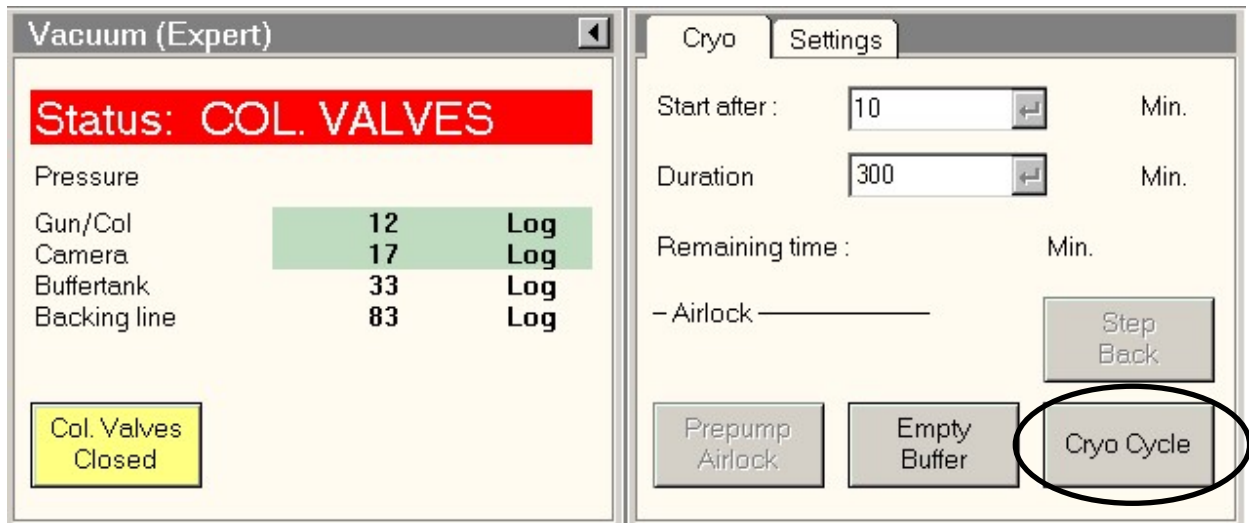 Vacuum (Expert)
Status: COL. VALVES
Pressure
Gun/Col 12 Log
Camera 17 Log
Buffertank 33 Log
Backing line 83 Log
Col. Valves
Closed
Cryo Settings
Start after : 10 Min.
Duration 300 Min.
Remaining time : Min.
Airlock
Step
Back
Prepump
Airlock
Empty
Buffer
Cryo Cycle